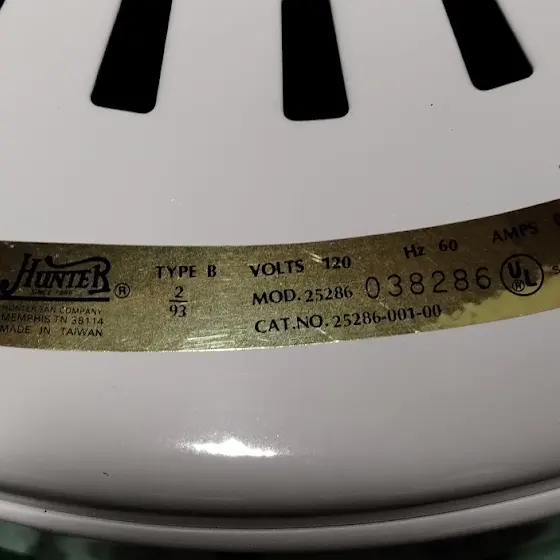 HUNTER ®
SINCE 1886
HUNTER FAN COMPANY
MEMPHIS TN 38114
MADE IN TAIWAN
TYPE B
2
93
VOLTS 120 Hz 60 AMPS
MOD. 25286 038286 UL ®
CAT.NO. 25286-001-00